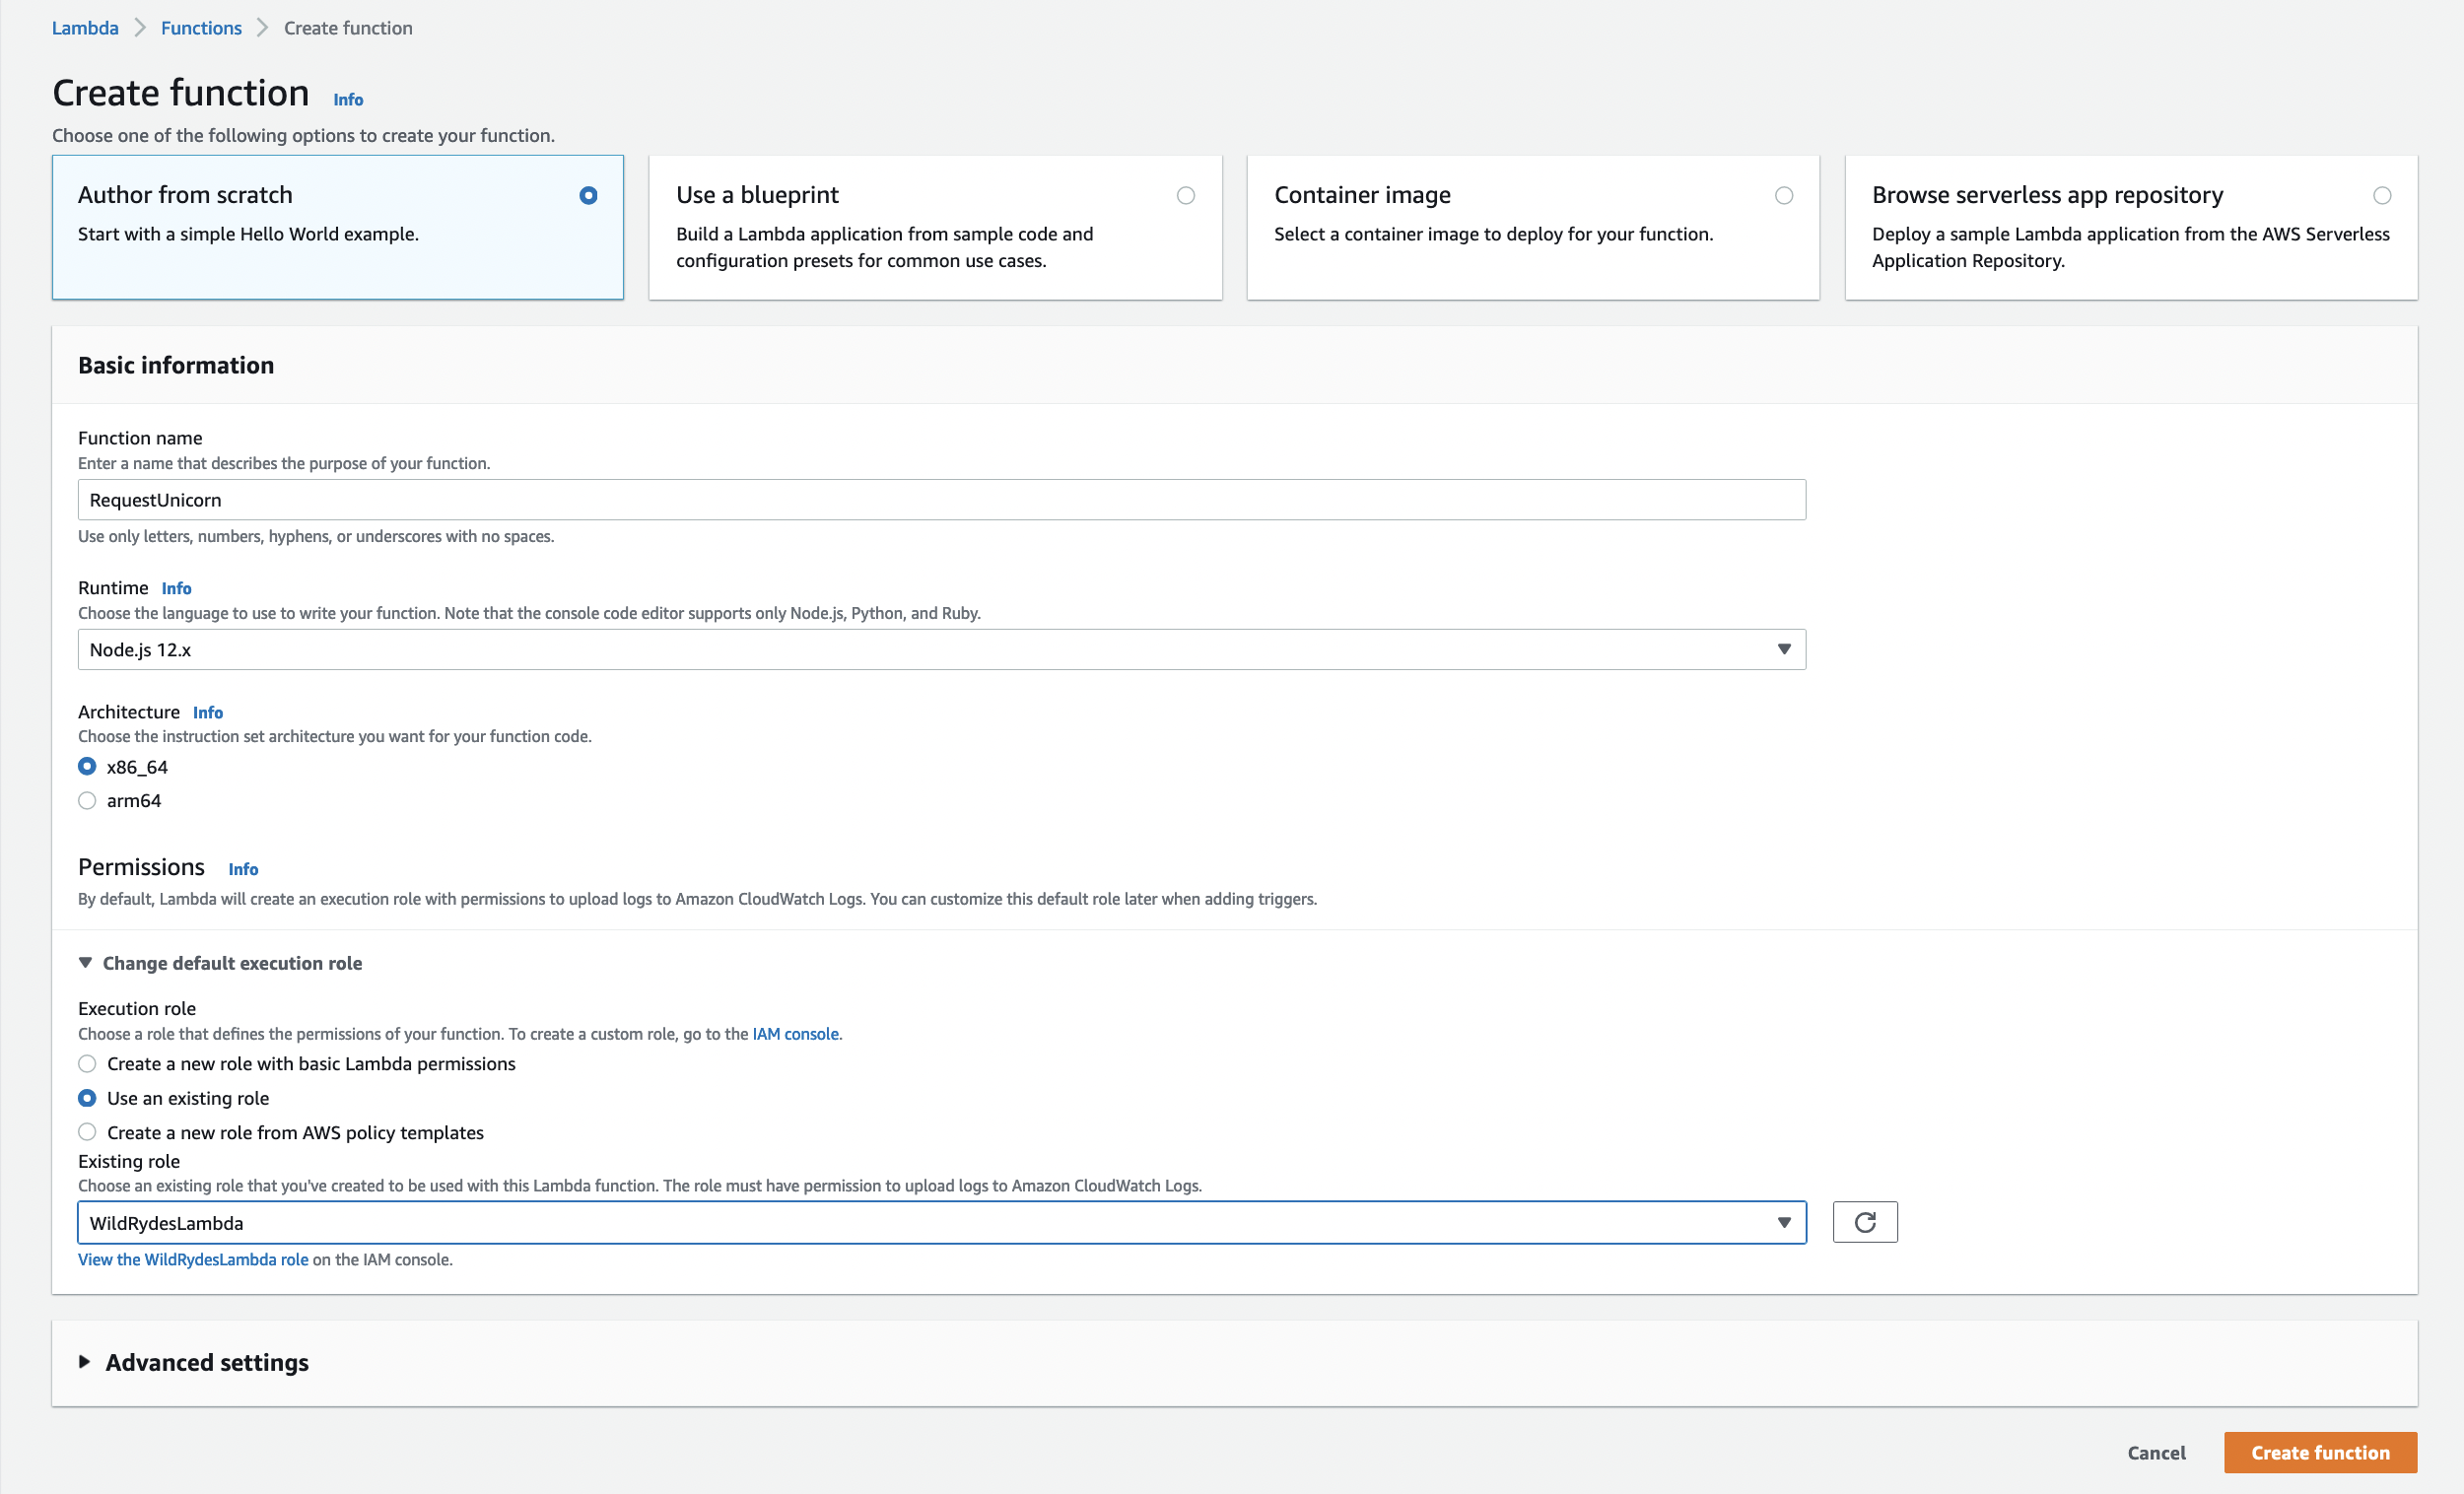 Lambda Functions Create function
Create function Info
Choose one of the following options to create your function.
Author from scratch
Start with a simple Hello World example.
Use a blueprint
Build a Lambda application from sample code and
configuration presets for common use cases.
Container image
Select a container image to deploy for your function.
Browse serverless app repository
Deploy a sample Lambda application from the AWS Serverless
Application Repository.
Basic information
Function name
Enter a name that describes the purpose of your function.
RequestUnicorn
Use only letters, numbers, hyphens, or underscores with no spaces.
Runtime Info
Choose the language to use to write your function. Note that the console code editor supports only Node.js, Python, and Ruby.
Node.js 12.x
Architecture Info
Choose the instruction set architecture you want for your function code.
x86_64
arm64
Permissions Info
By default, Lambda will create an execution role with permissions to upload logs to Amazon CloudWatch Logs. You can customize this default role later when adding triggers.
Change default execution role
Execution role
Choose a role that defines the permissions of your function. To create a custom role, go to the IAM console.
Create a new role with basic Lambda permissions
Use an existing role
Create a new role from AWS policy templates
Existing role
Choose an existing role that you've created to be used with this Lambda function. The role must have permission to upload logs to Amazon CloudWatch Logs.
WildRydesLambda
View the WildRydesLambda role on the IAM console.
Advanced settings
Cancel Create function